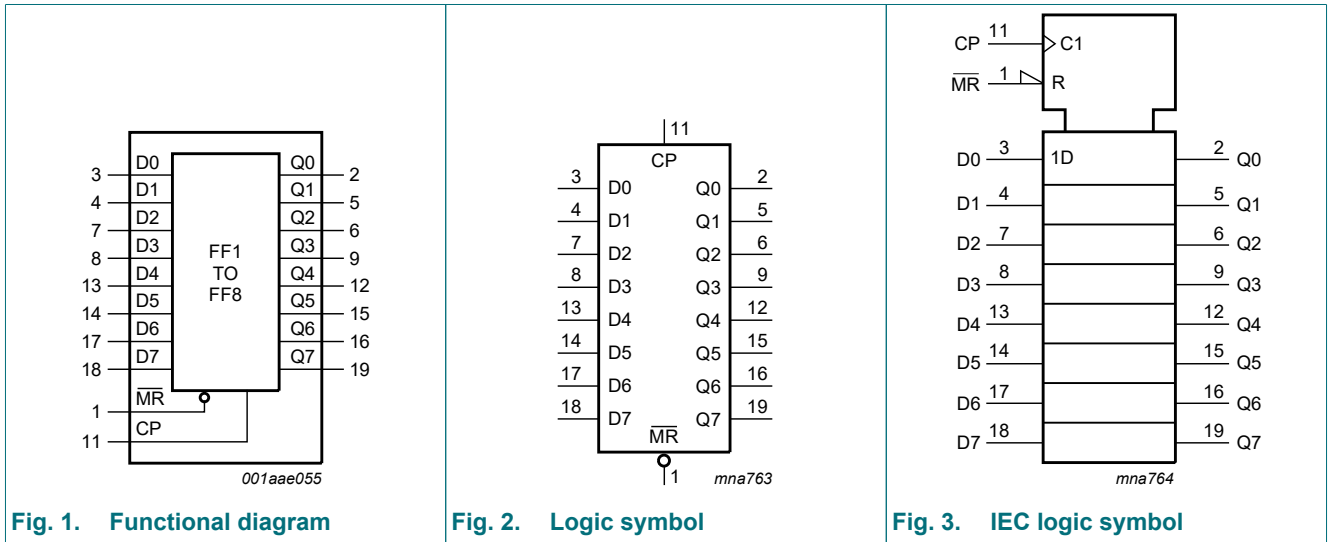 3 D0 Q0 2
4 D1 Q1 5
7 D2 Q2 6
8 D3 Q3 9
13 D4 Q4 12
14 D5 Q5 15
17 D6 Q6 16
18 D7 Q7 19
FF1
TO
FF8
1 M̅R̅
11 CP
001aae055
Fig. 1. Functional diagram
11
CP
3 D0 Q0 2
4 D1 Q1 5
7 D2 Q2 6
8 D3 Q3 9
13 D4 Q4 12
14 D5 Q5 15
17 D6 Q6 16
18 D7 Q7 19
M̅R̅
1
mna763
Fig. 2. Logic symbol
CP 11 C1
M̅R̅ 1 R
D0 3 1D 2 Q0
D1 4 5 Q1
D2 7 6 Q2
D3 8 9 Q3
D4 13 12 Q4
D5 14 15 Q5
D6 17 16 Q6
D7 18 19 Q7
mna764
Fig. 3. IEC logic symbol